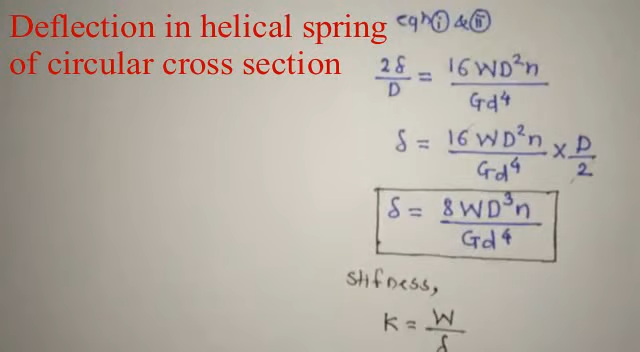 Deflection in helical spring
of circular cross section
eqn ⓘ & ⓘⓘ
2δ/D = 16WD²n/Gd⁴
δ = 16WD²n/Gd⁴ × D/2
δ = 8WD³n/Gd⁴
stifness,
K = W/δ